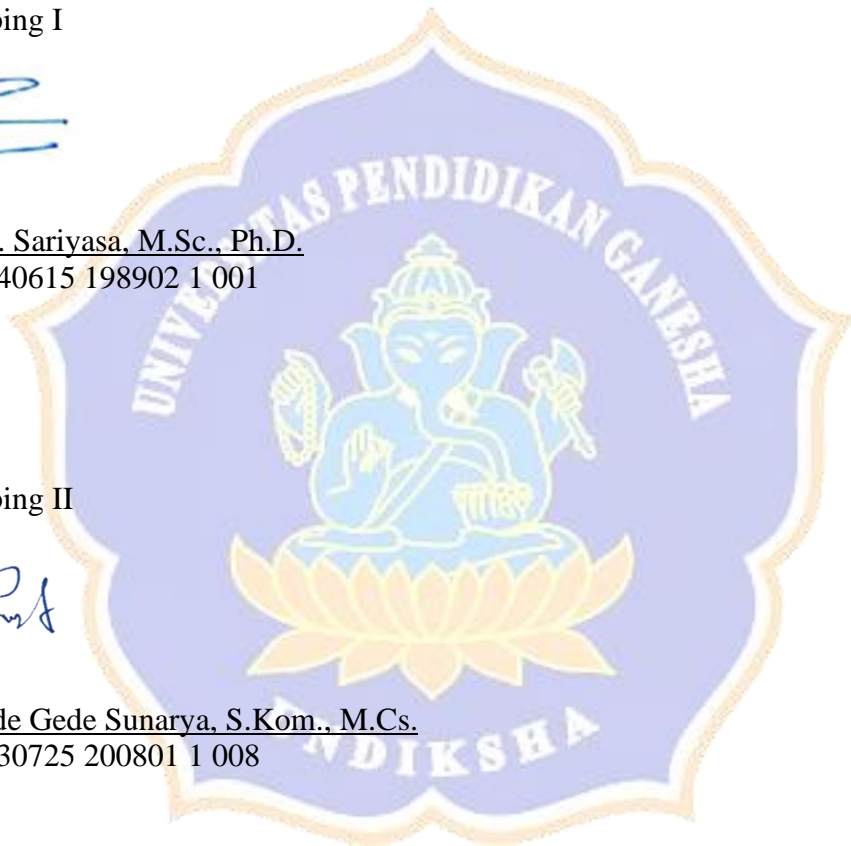 bing I
. Sariyasa, M.Sc., Ph.D.
40615 198902 1 001
UNIVERSITAS PENDIDIKAN GANESHA
bing II
de Gede Sunarya, S.Kom., M.Cs.
30725 200801 1 008
UNDIKSHA